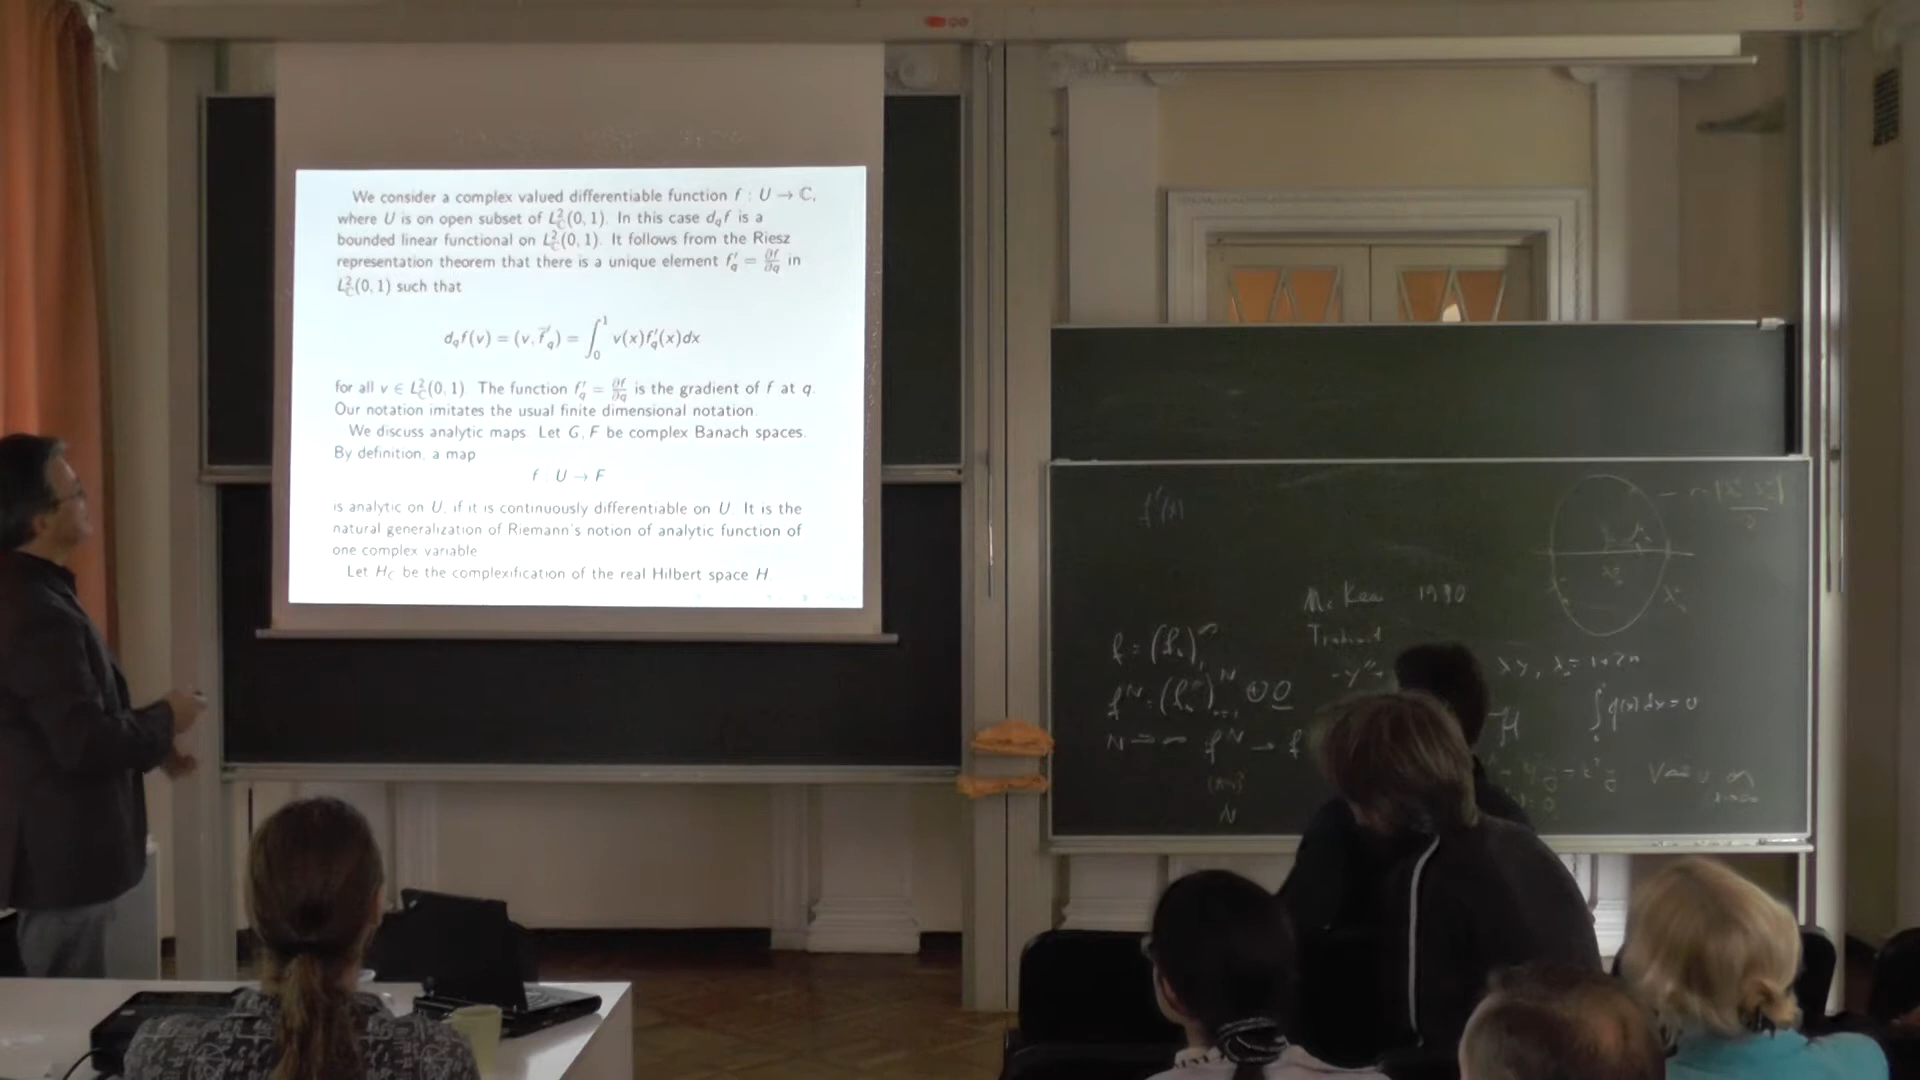 We consider a complex valued differentiable function f : U → ℂ,
where U is on open subset of L²_ℂ(0, 1). In this case d_q f is a
bounded linear functional on L²_ℂ(0, 1). It follows from the Riesz
representation theorem that there is a unique element f′_q = ∂f/∂q in
L²_ℂ(0, 1) such that
d_q f(v) = (v, f̄′_q) = ∫₀¹ v(x)f′_q(x)dx
for all v ∈ L²_ℂ(0, 1). The function f′_q = ∂f/∂q is the gradient of f at q.
Our notation imitates the usual finite dimensional notation.
We discuss analytic maps. Let G, F be complex Banach spaces.
By definition, a map
f : U → F
is analytic on U, if it is continuously differentiable on U. It is the
natural generalization of Riemann's notion of analytic function of
one complex variable
Let H_C be the complexification of the real Hilbert space H
f′(x)
McKean 1990
f = (f_n)₁^∞
λy, λ = 1+2n
∫ q(x) dx = 0
N → ∞ f^N → f
N